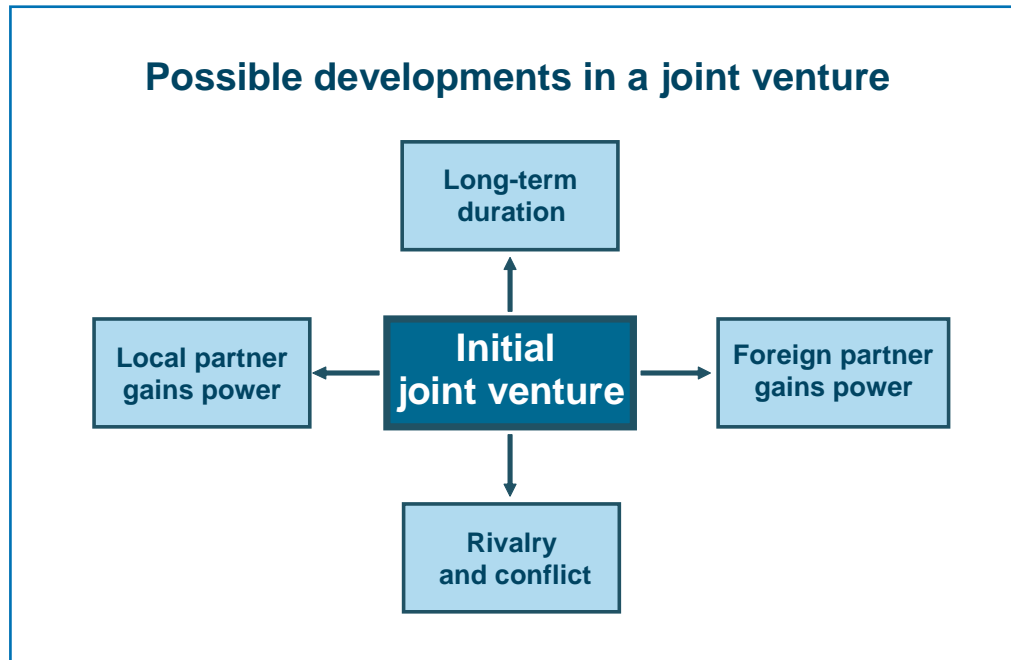 Possible developments in a joint venture
Long-term
duration
Local partner
gains power
Initial
joint venture
Foreign partner
gains power
Rivalry
and conflict